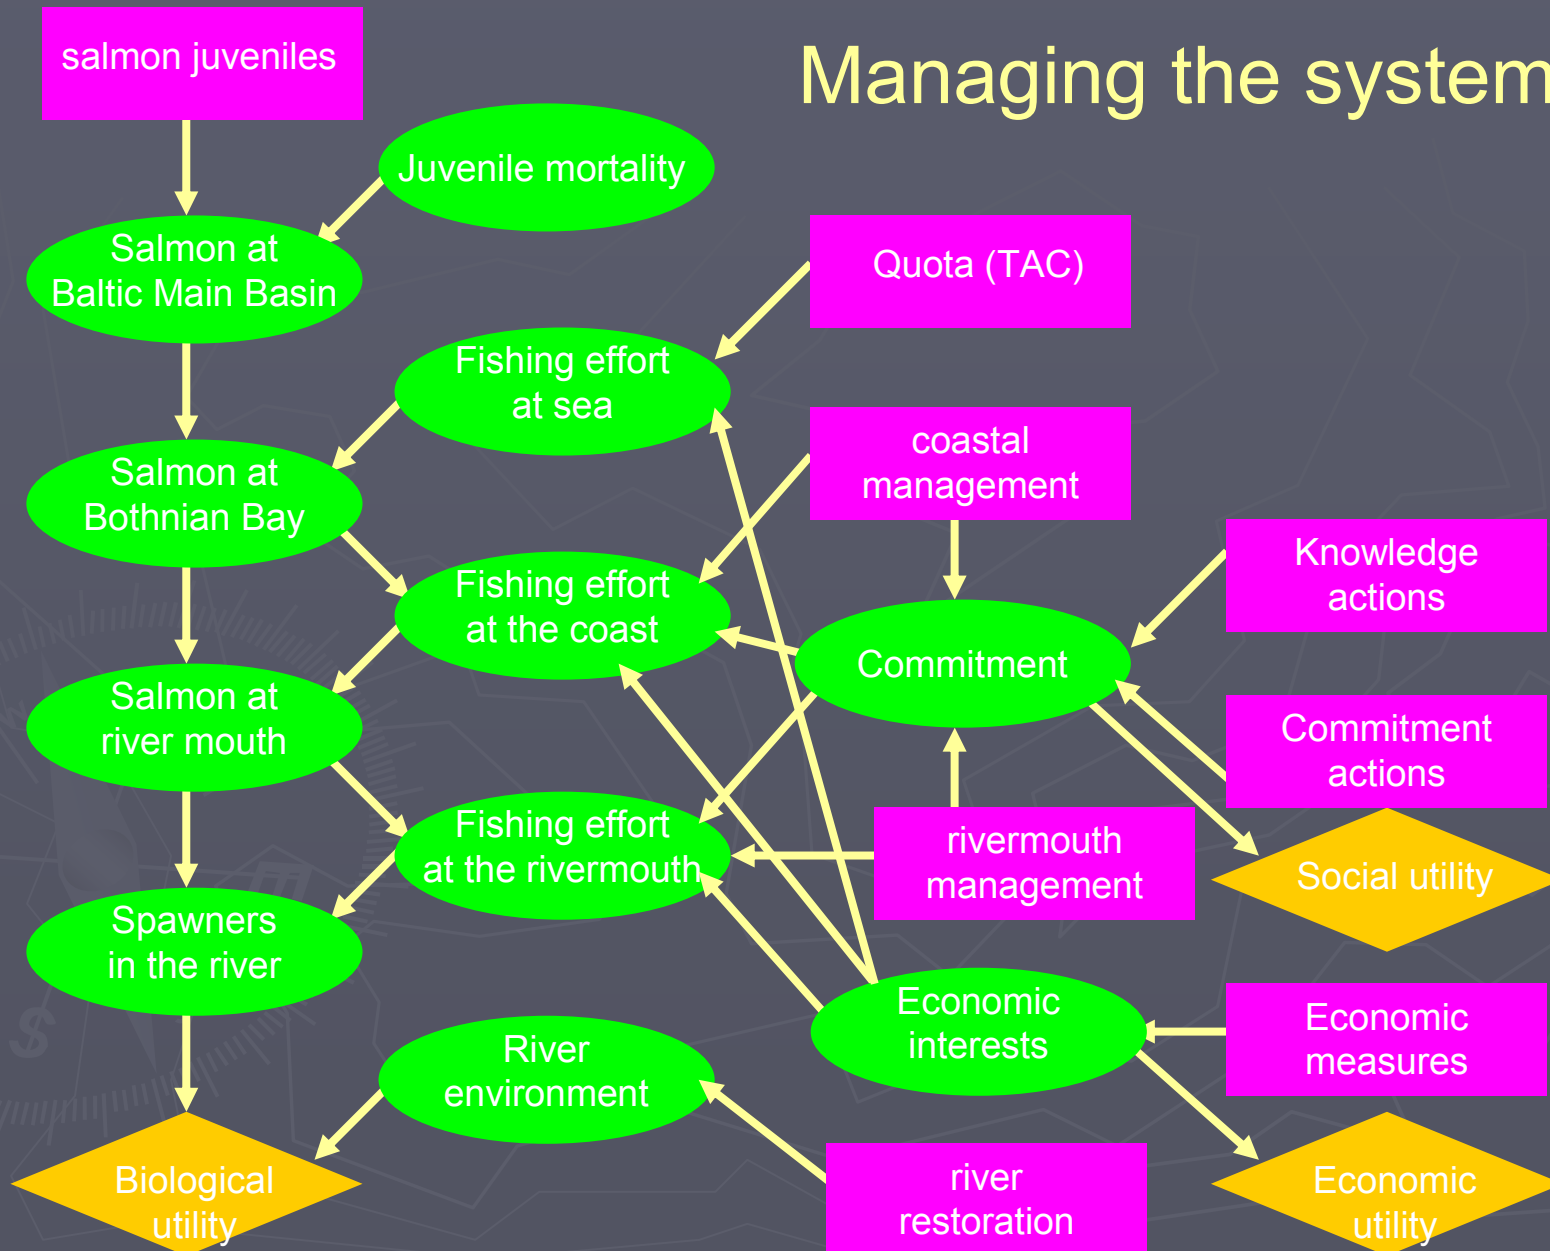 Managing the system
salmon juveniles
Juvenile mortality
Salmon at
Baltic Main Basin
Quota (TAC)
Fishing effort
at sea
coastal
management
Salmon at
Bothnian Bay
Knowledge
actions
Fishing effort
at the coast
Commitment
Salmon at
river mouth
Commitment
actions
Fishing effort
at the rivermouth
rivermouth
management
Social utility
Spawners
in the river
Economic
interests
Economic
measures
River
environment
Biological
utility
river
restoration
Economic
utility
$